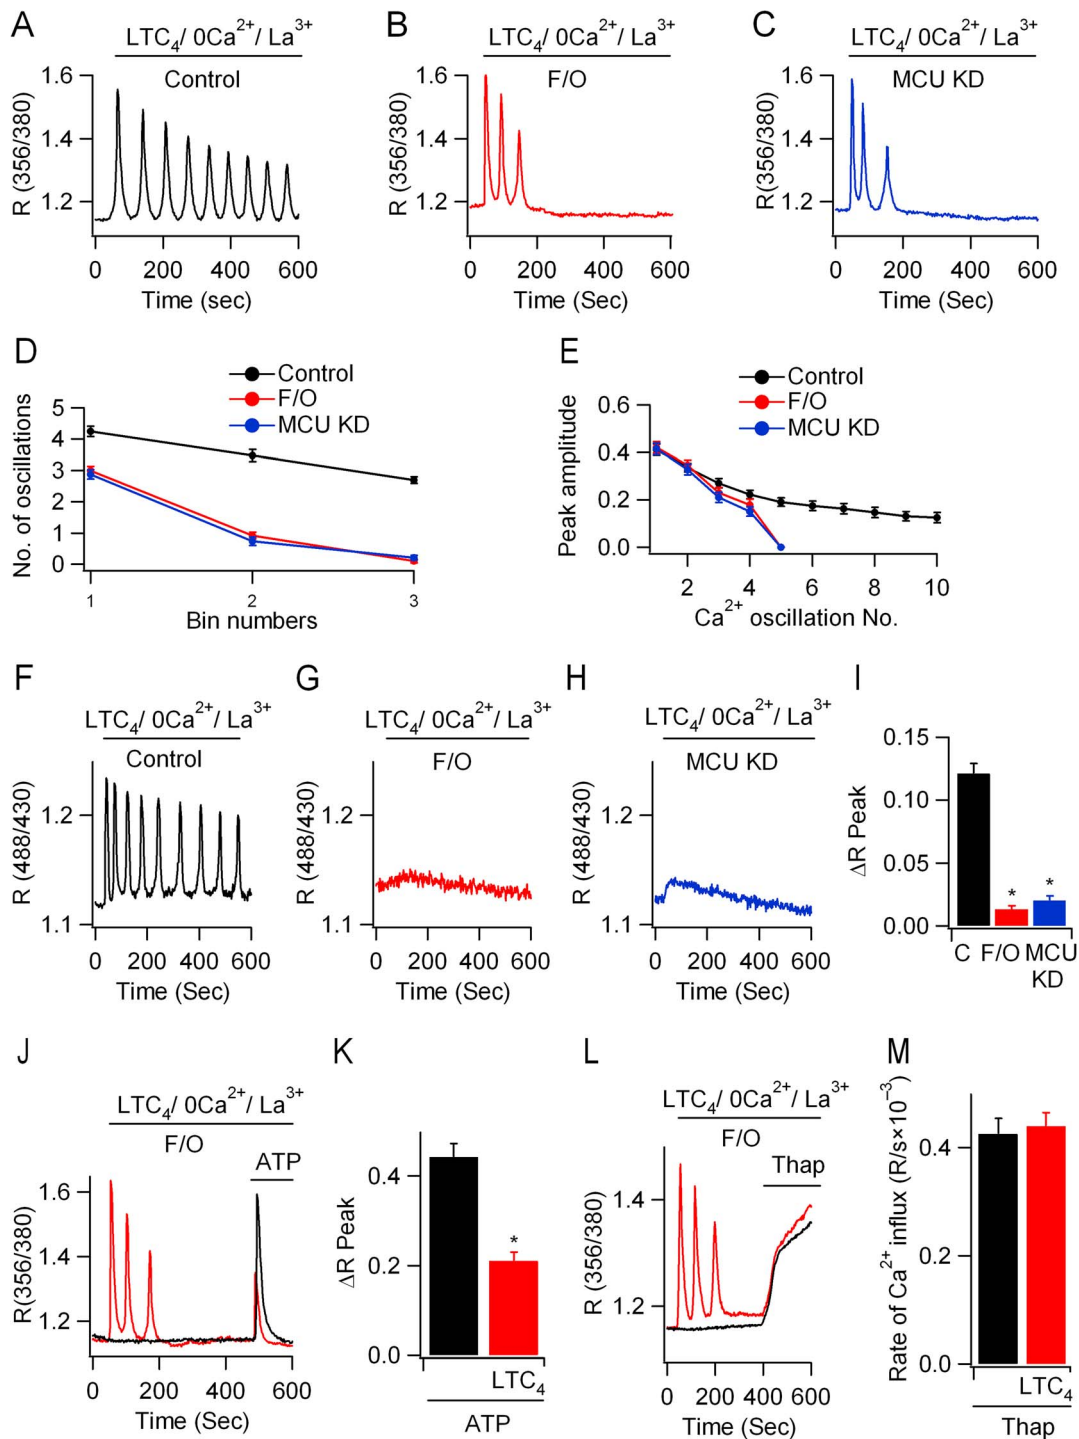 A
LTC₄/ 0Ca²⁺/ La³⁺
Control
R (356/380)
1.6
1.4
1.2
0 200 400 600
Time (sec)
B
LTC₄/ 0Ca²⁺/ La³⁺
F/O
R (356/380)
1.6
1.4
1.2
0 200 400 600
Time (Sec)
C
LTC₄/ 0Ca²⁺/ La³⁺
MCU KD
R(356/380)
1.6
1.4
1.2
0 200 400 600
Time (Sec)
D
Control
F/O
MCU KD
No. of oscillations
5
4
3
2
1
0
1 2 3
Bin numbers
E
Control
F/O
MCU KD
Peak amplitude
0.6
0.4
0.2
0.0
2 4 6 8 10
Ca²⁺ oscillation No.
F
LTC₄/ 0Ca²⁺/ La³⁺
Control
R (488/430)
1.2
1.1
0 200 400 600
Time (Sec)
G
LTC₄/ 0Ca²⁺/ La³⁺
F/O
R (488/430)
1.2
1.1
0 200 400 600
Time (Sec)
H
LTC₄/ 0Ca²⁺/ La³⁺
MCU KD
R (488/430)
1.2
1.1
0 200 400 600
Time (Sec)
I
ΔR Peak
0.15
0.10
0.05
0.00
* *
C F/O MCU
KD
J
LTC₄/ 0Ca²⁺/ La³⁺
F/O
ATP
R(356/380)
1.6
1.4
1.2
0 200 400 600
Time (Sec)
K
ΔR Peak
0.4
0.2
0.0
*
LTC₄
ATP
L
LTC₄/ 0Ca²⁺/ La³⁺
F/O
Thap
R (356/380)
1.4
1.2
0 200 400 600
Time (Sec)
M
Rate of Ca²⁺ influx (R/s×10⁻³)
0.4
0.2
0.0
LTC₄
Thap